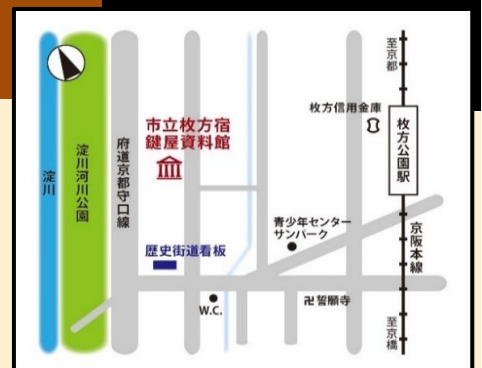 至京都
枚方信用金庫
枚方公園駅
市立枚方宿
鍵屋資料館
府道京都守口線
淀川河川公園
淀川
青少年センター
サンパーク
京阪本線
歴史街道看板
W.C.
卍誓願寺
至京橋